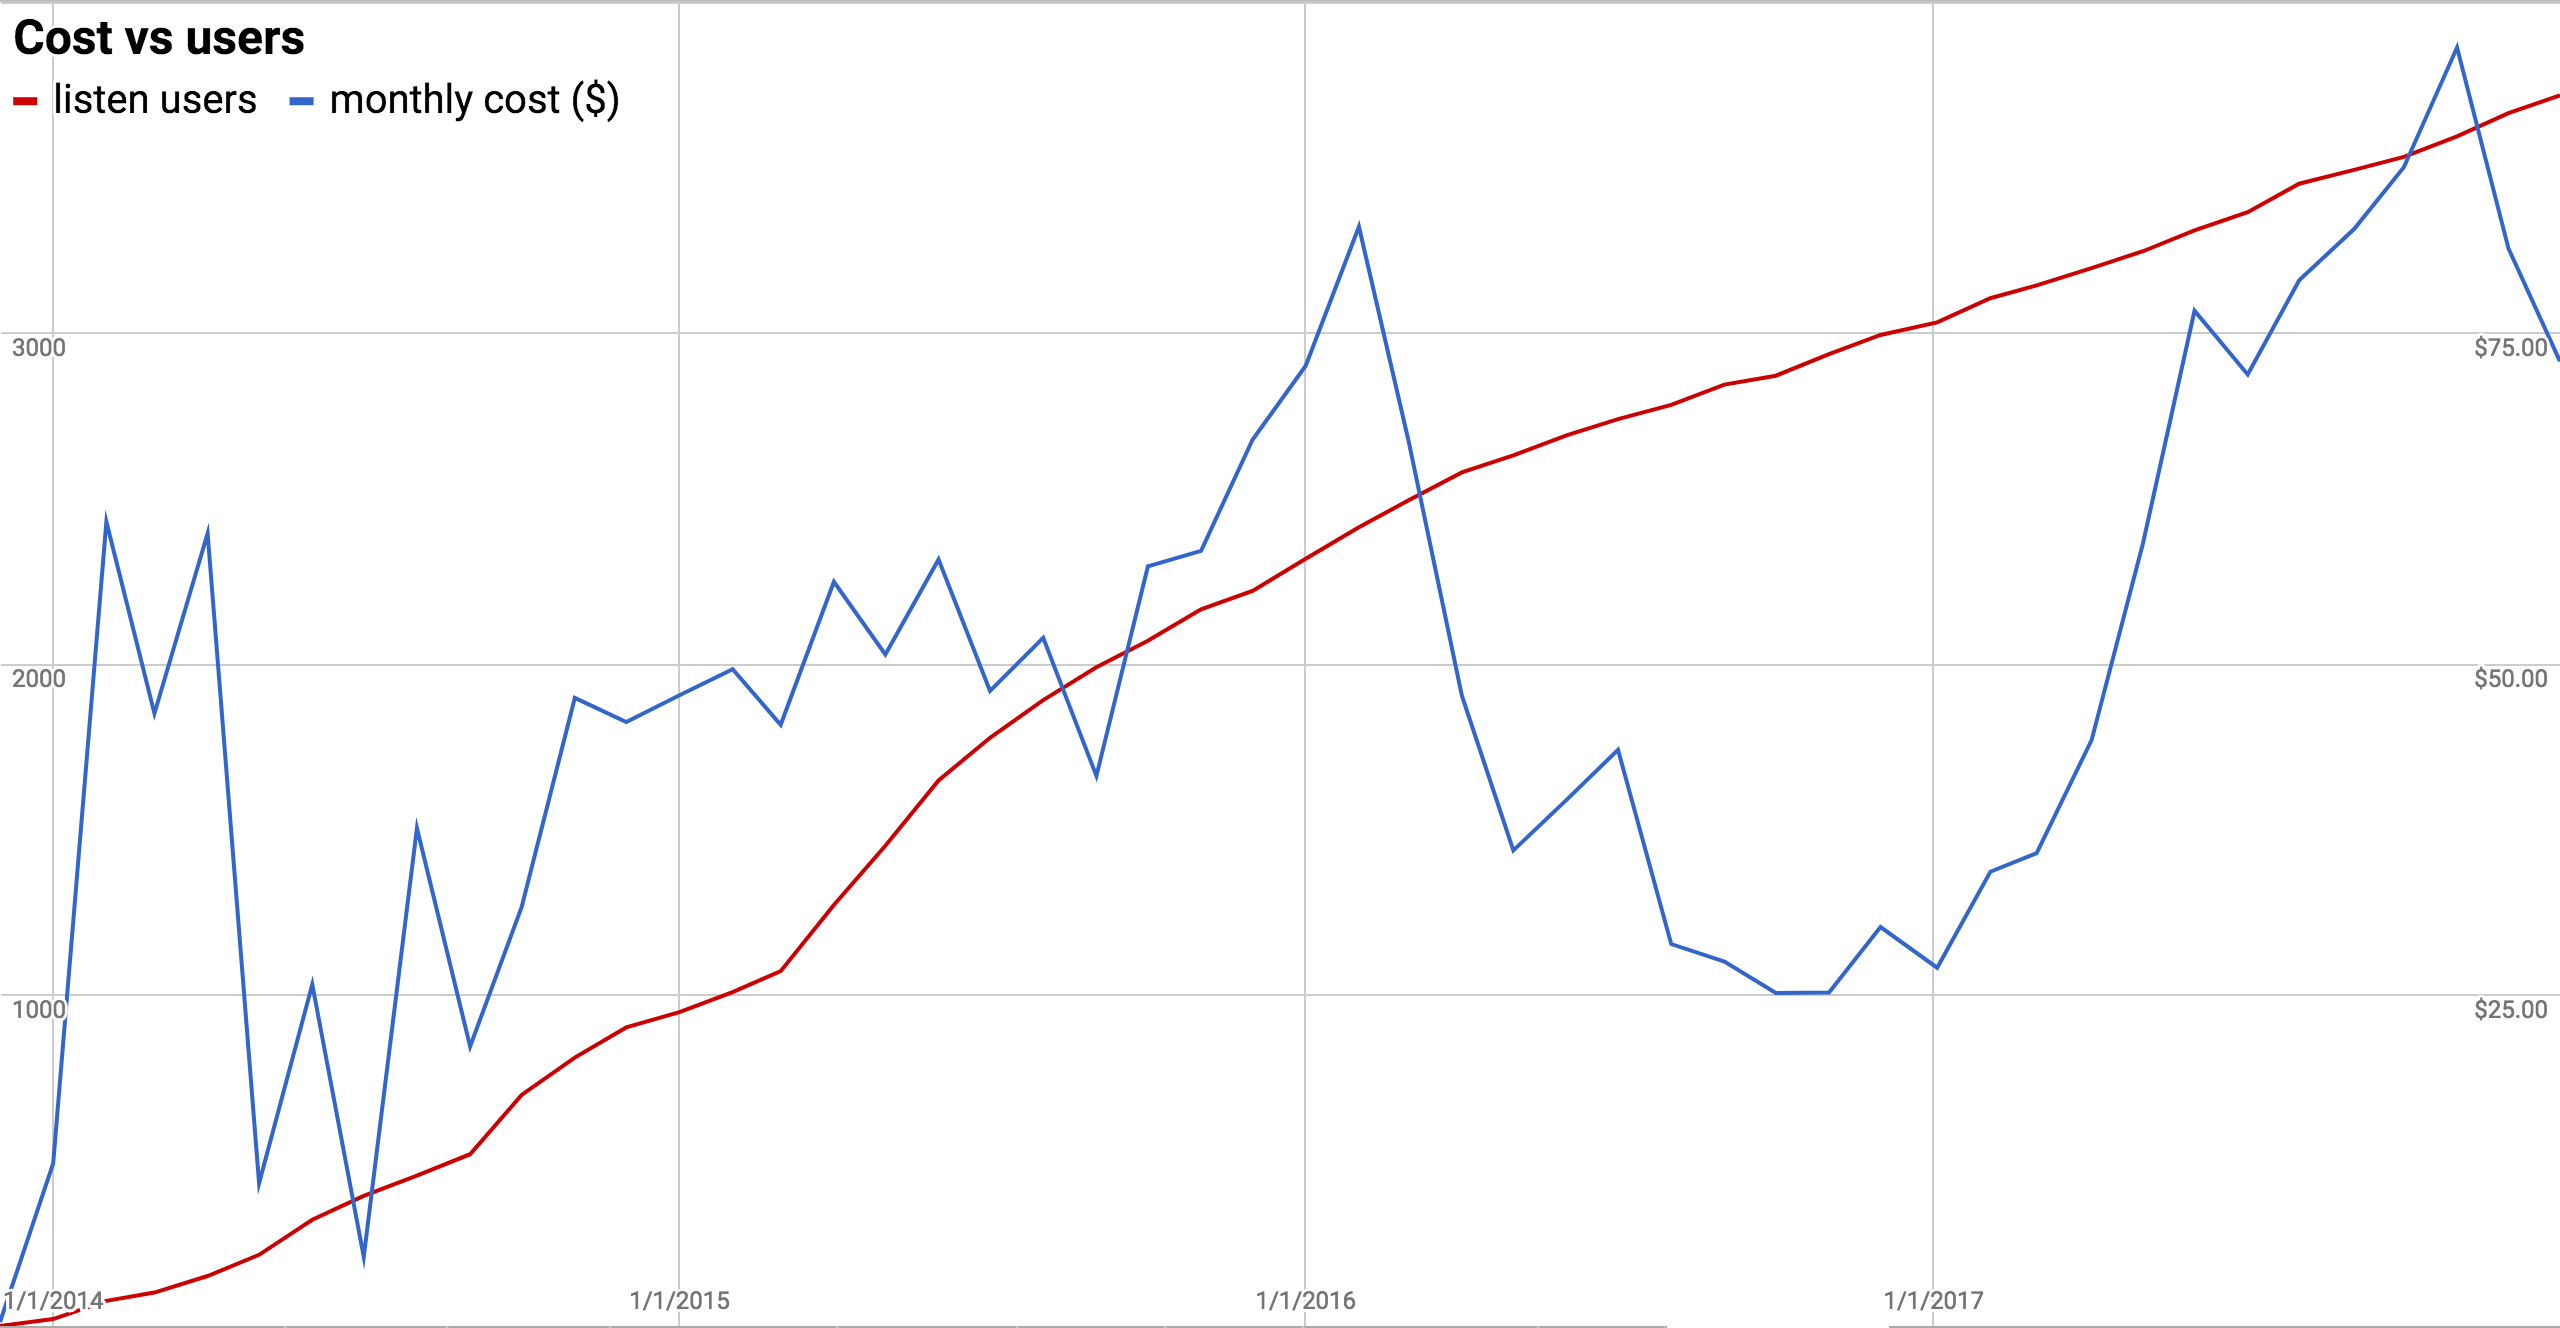 Cost vs users
listen users monthly cost ($)
3000 $75.00
2000 $50.00
1000 $25.00
1/1/2014 1/1/2015 1/1/2016 1/1/2017